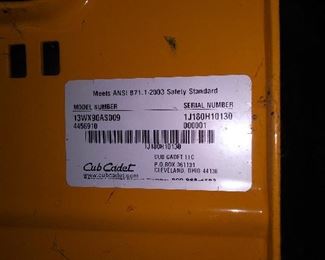 Meets ANSI B71.1-2003 Safety Standard
MODEL NUMBER SERIAL NUMBER
13WX90AS009 1J180H10130
4456910 000001
1J180H10130
Cub Cadet
CUB CADET LLC
P.O. BOX 361131
CLEVELAND, OHIO 44136
www.cubcadet.com